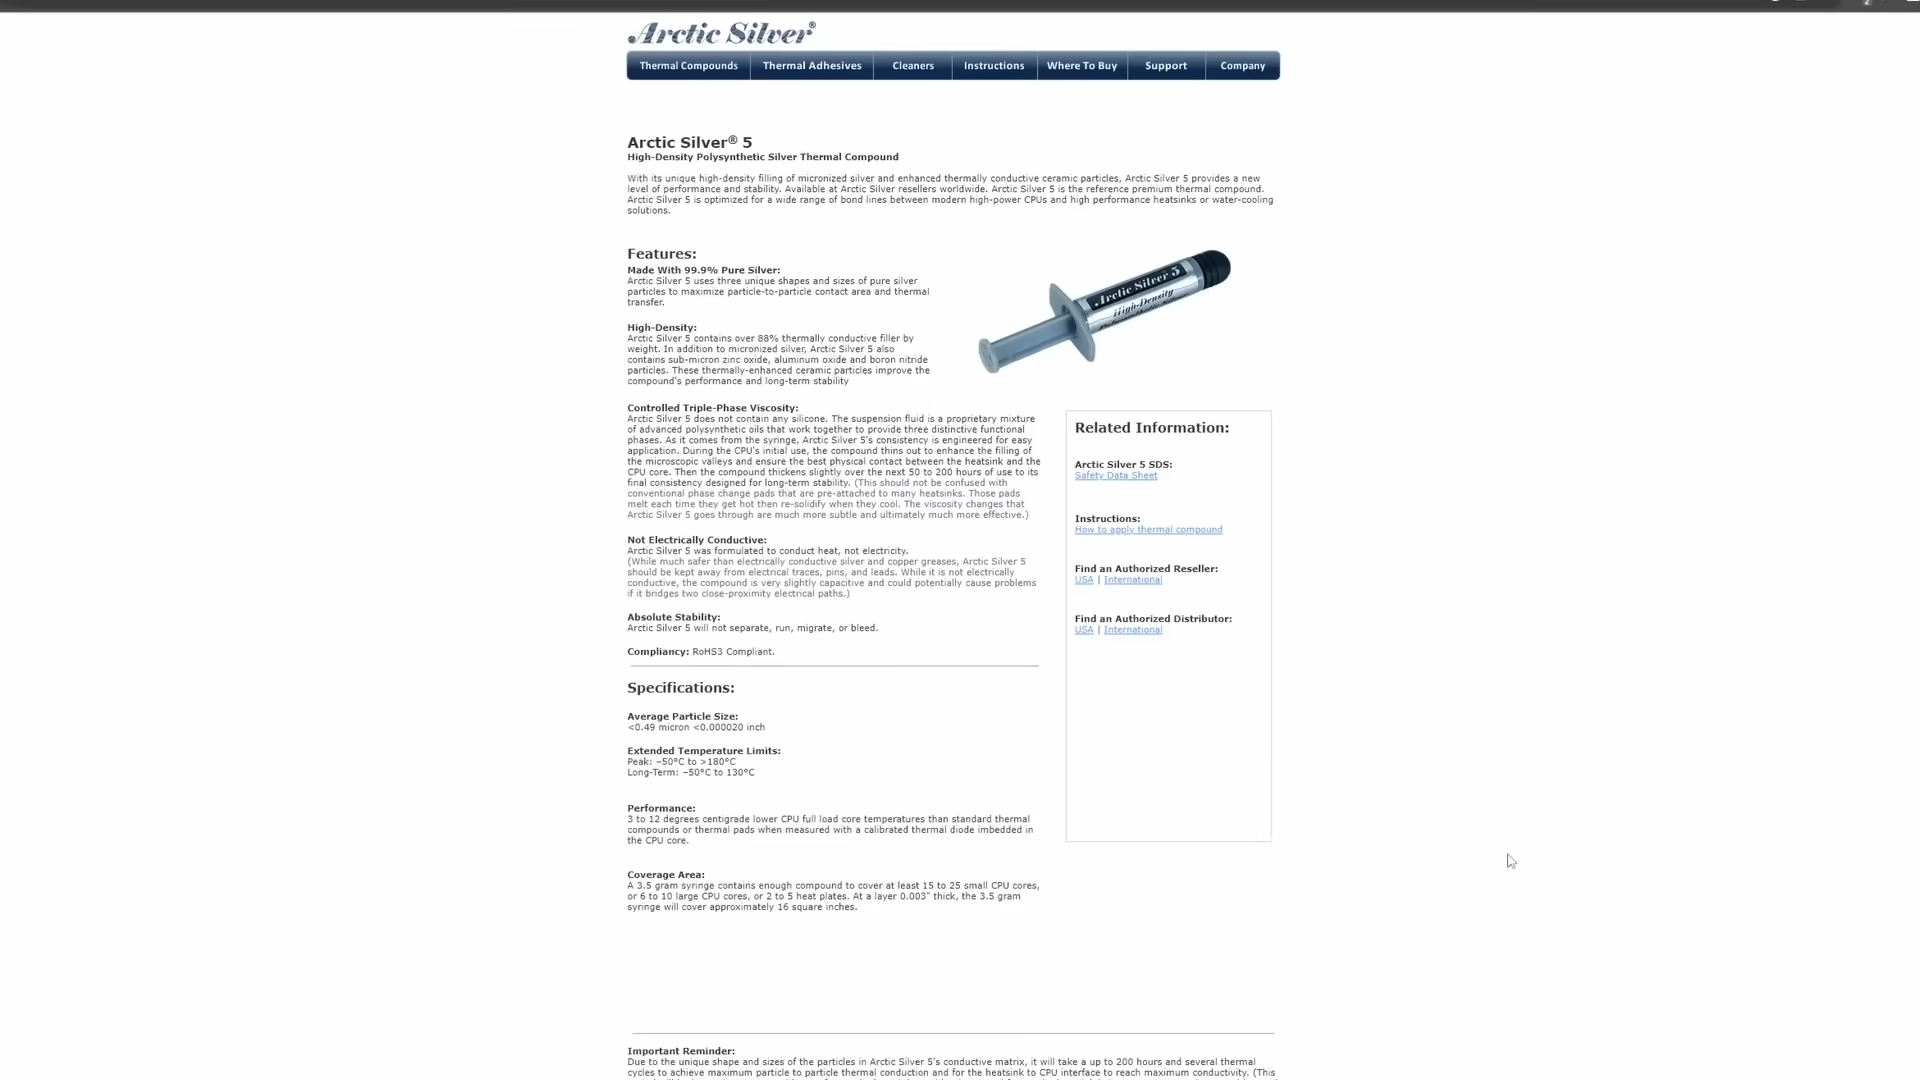 Arctic Silver®
Thermal Compounds Thermal Adhesives Cleaners Instructions Where To Buy Support Company
Arctic Silver® 5
High-Density Polysynthetic Silver Thermal Compound
With its unique high-density filling of micronized silver and enhanced thermally conductive ceramic particles, Arctic Silver 5 provides a new
level of performance and stability. Available at Arctic Silver resellers worldwide. Arctic Silver 5 is the reference premium thermal compound.
Arctic Silver 5 is optimized for a wide range of bond lines between modern high-power CPUs and high performance heatsinks or water-cooling
solutions.
Features:
Made With 99.9% Pure Silver:
Arctic Silver 5 uses three unique shapes and sizes of pure silver
particles to maximize particle-to-particle contact area and thermal
transfer.
High-Density:
Arctic Silver 5 contains over 88% thermally conductive filler by
weight. In addition to micronized silver, Arctic Silver 5 also
contains sub-micron zinc oxide, aluminum oxide and boron nitride
particles. These thermally-enhanced ceramic particles improve the
compound's performance and long-term stability
Arctic Silver 5
High-Density
Controlled Triple-Phase Viscosity:
Arctic Silver 5 does not contain any silicone. The suspension fluid is a proprietary mixture
of advanced polysynthetic oils that work together to provide three distinctive functional
phases. As it comes from the syringe, Arctic Silver 5's consistency is engineered for easy
application. During the CPU's initial use, the compound thins out to enhance the filling of
the microscopic valleys and ensure the best physical contact between the heatsink and the
CPU core. Then the compound thickens slightly over the next 50 to 200 hours of use to its
final consistency designed for long-term stability. (This should not be confused with
conventional phase change pads that are pre-attached to many heatsinks. Those pads
melt each time they get hot then re-solidify when they cool. The viscosity changes that
Arctic Silver 5 goes through are much more subtle and ultimately much more effective.)
Not Electrically Conductive:
Arctic Silver 5 was formulated to conduct heat, not electricity.
(While much safer than electrically conductive silver and copper greases, Arctic Silver 5
should be kept away from electrical traces, pins, and leads. While it is not electrically
conductive, the compound is very slightly capacitive and could potentially cause problems
if it bridges two close-proximity electrical paths.)
Absolute Stability:
Arctic Silver 5 will not separate, run, migrate, or bleed.
Compliancy: RoHS3 Compliant.
Related Information:
Arctic Silver 5 SDS:
Safety Data Sheet
Instructions:
How to apply thermal compound
Find an Authorized Reseller:
USA | International
Find an Authorized Distributor:
USA | International
Specifications:
Average Particle Size:
<0.49 micron <0.000020 inch
Extended Temperature Limits:
Peak: –50°C to >180°C
Long-Term: –50°C to 130°C
Performance:
3 to 12 degrees centigrade lower CPU full load core temperatures than standard thermal
compounds or thermal pads when measured with a calibrated thermal diode imbedded in
the CPU core.
Coverage Area:
A 3.5 gram syringe contains enough compound to cover at least 15 to 25 small CPU cores,
or 6 to 10 large CPU cores, or 2 to 5 heat plates. At a layer 0.003" thick, the 3.5 gram
syringe will cover approximately 16 square inches.
Important Reminder:
Due to the unique shape and sizes of the particles in Arctic Silver 5's conductive matrix, it will take a up to 200 hours and several thermal
cycles to achieve maximum particle to particle thermal conduction and for the heatsink to CPU interface to reach maximum conductivity. (This